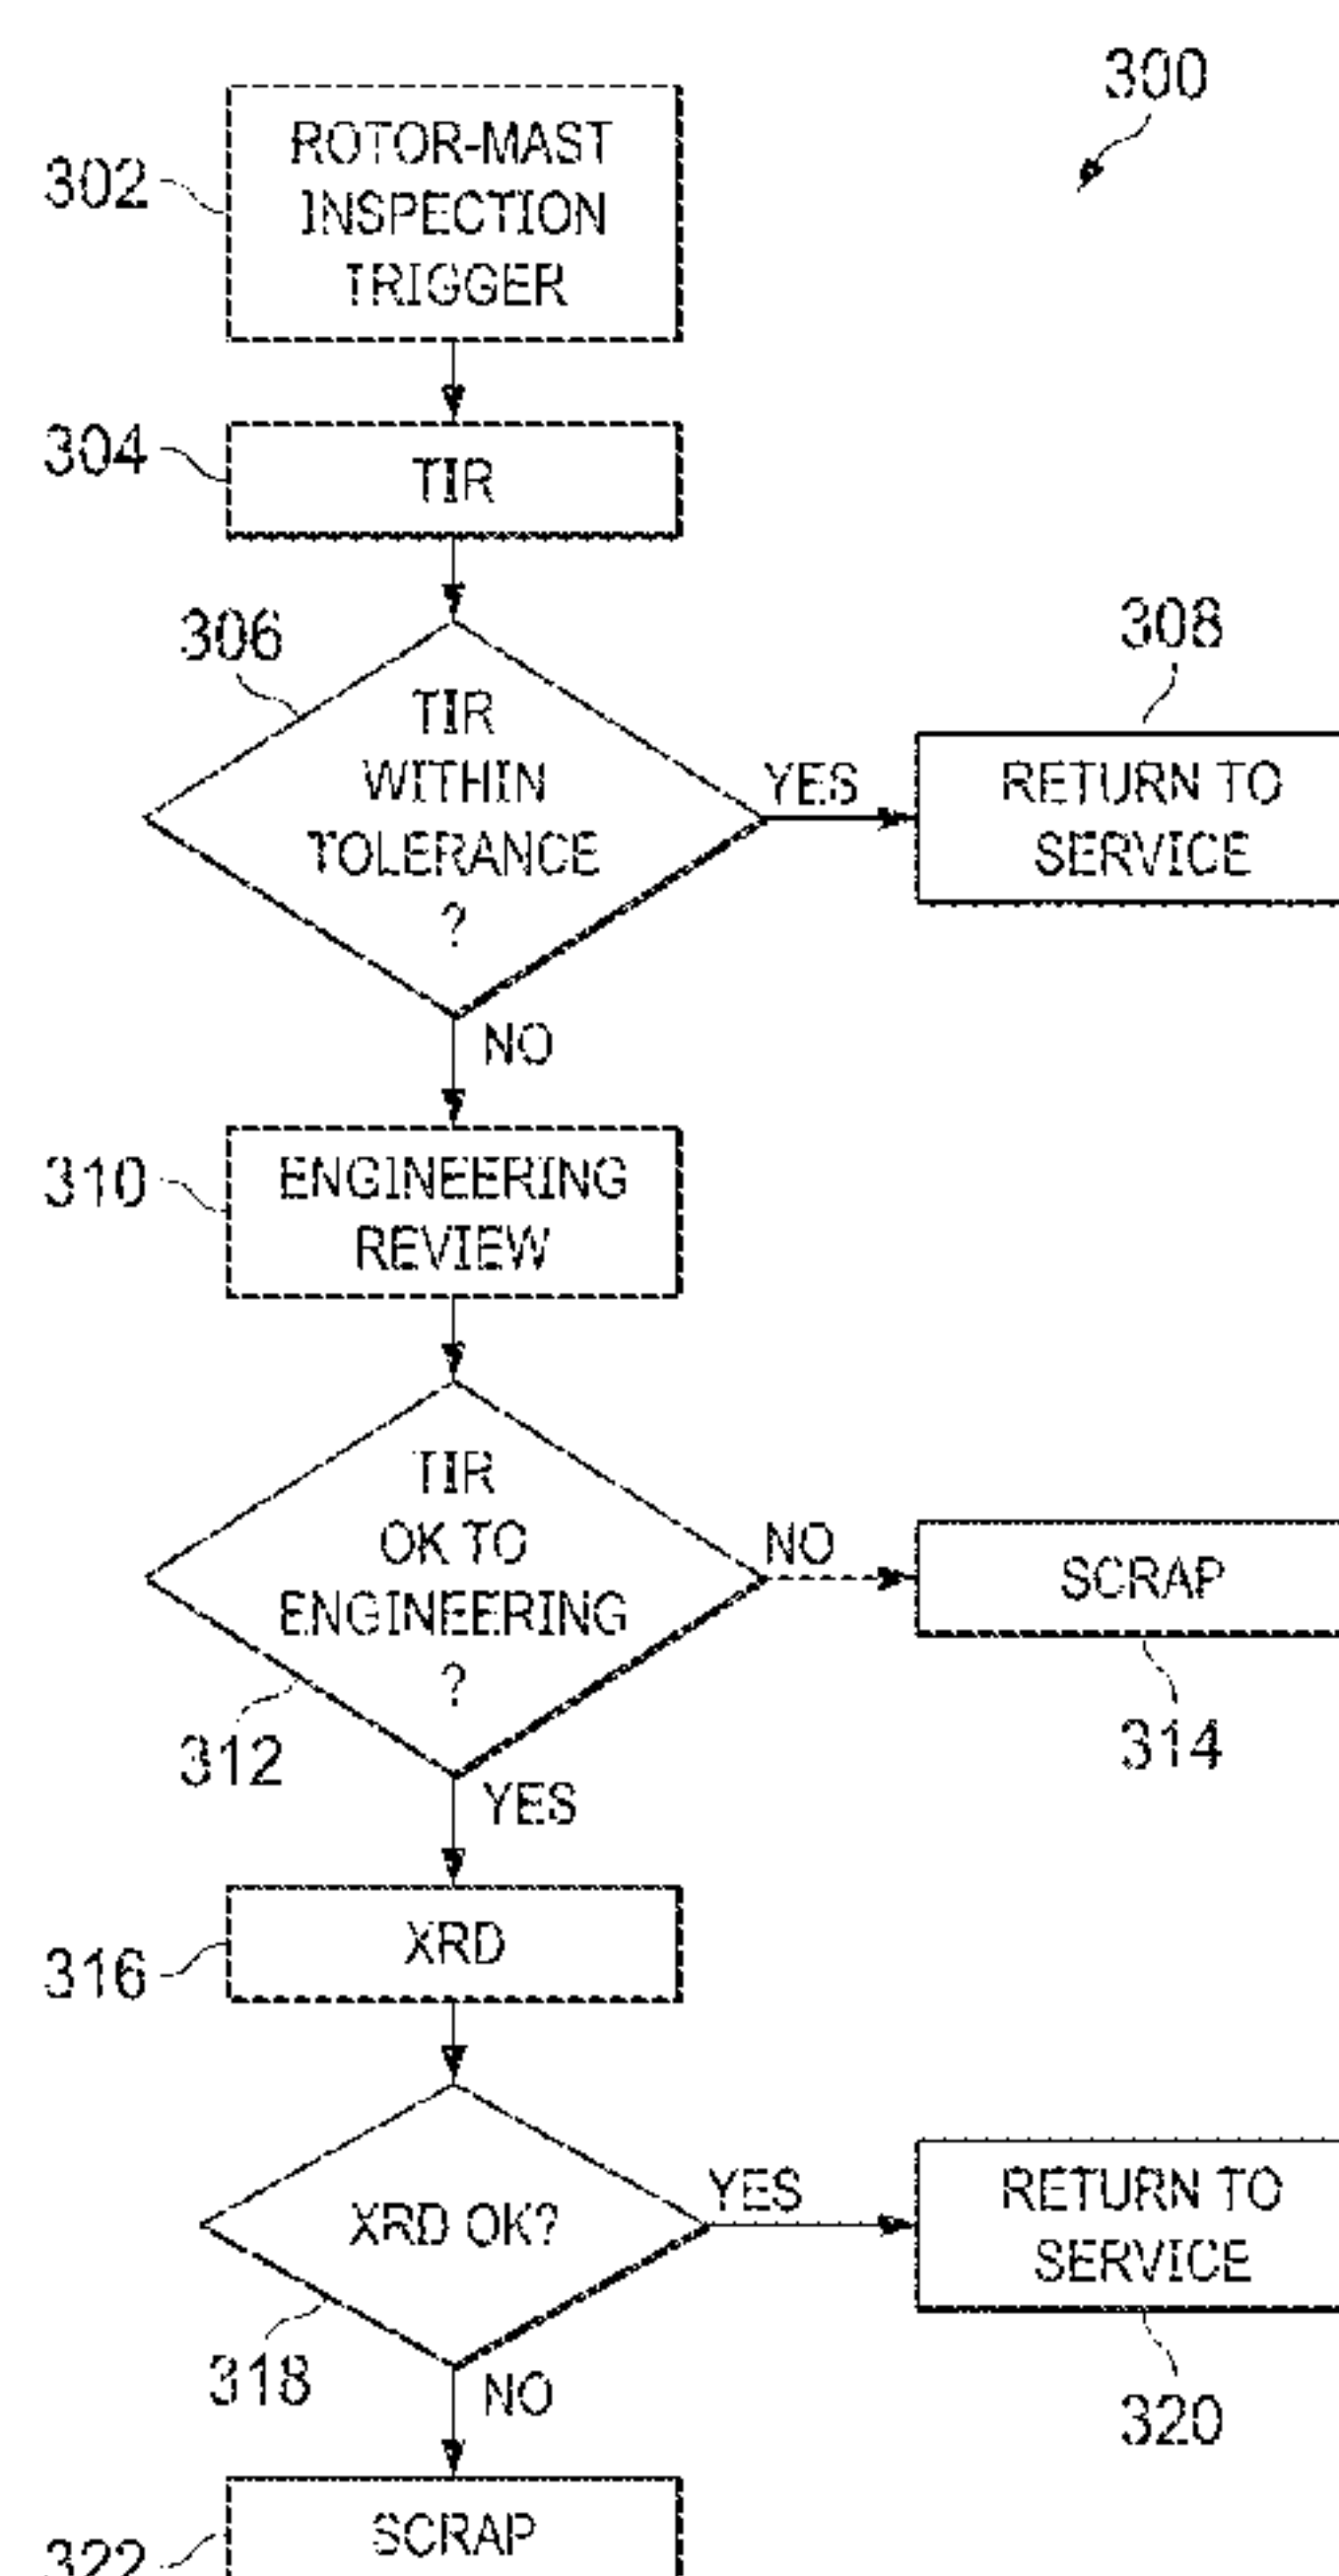 300
302
ROTOR-MAST
INSPECTION
TRIGGER
304
TIR
306
TIR
WITHIN
TOLERANCE
?
YES
308
RETURN TO
SERVICE
NO
310
ENGINEERING
REVIEW
TIR
OK TO
ENGINEERING
?
312
NO
SCRAP
314
YES
316
XRD
XRD OK?
318
YES
RETURN TO
SERVICE
320
NO
322
SCRAP